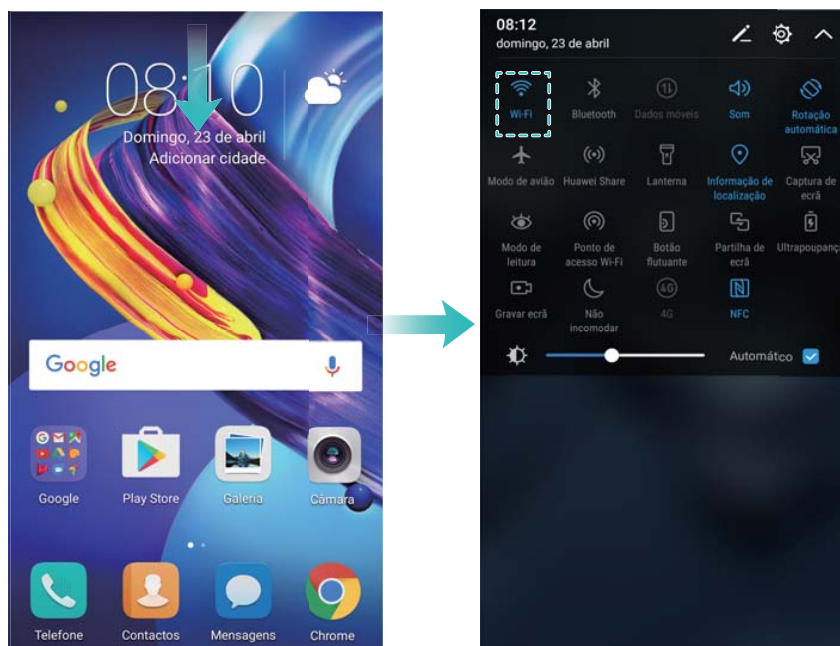 08:10
Domingo, 23 de abril
Adicionar cidade
Google
Google
Play Store
Galeria
Câmara
Telefone
Contactos
Mensagens
Chrome
08:12
domingo, 23 de abril
Wi-Fi
Bluetooth
Dados móveis
Som
Rotação
automática
Modo de avião
Huawei Share
Lanterna
Informação de
localização
Captura de
ecrã
Modo de
leitura
Ponto de
acesso Wi-Fi
Botão
flutuante
Partilha de
ecrã
Ultrapoupanç
Gravar ecrã
Não
incomodar
4G
4G
NFC
Automático